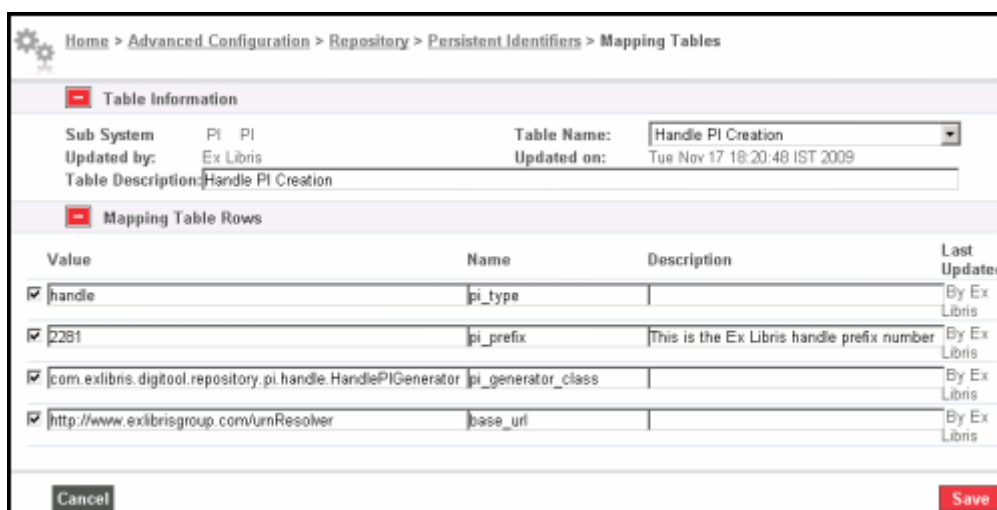 Home > Advanced Configuration > Repository > Persistent Identifiers > Mapping Tables
Table Information
Sub System PI PI Table Name: Handle PI Creation
Updated by: Ex Libris Updated on: Tue Nov 17 18:20:48 IST 2009
Table Description: Handle PI Creation
Mapping Table Rows
Value Name Description Last Updated
handle pi_type By Ex Libris
2281 pi_prefix This is the Ex Libris handle prefix number By Ex Libris
com.exlibris.digitool.repository.pi.handle.HandlePIGenerator pi_generator_class By Ex Libris
http://www.exlibrisgroup.com/urnResolver base_url By Ex Libris
Cancel Save